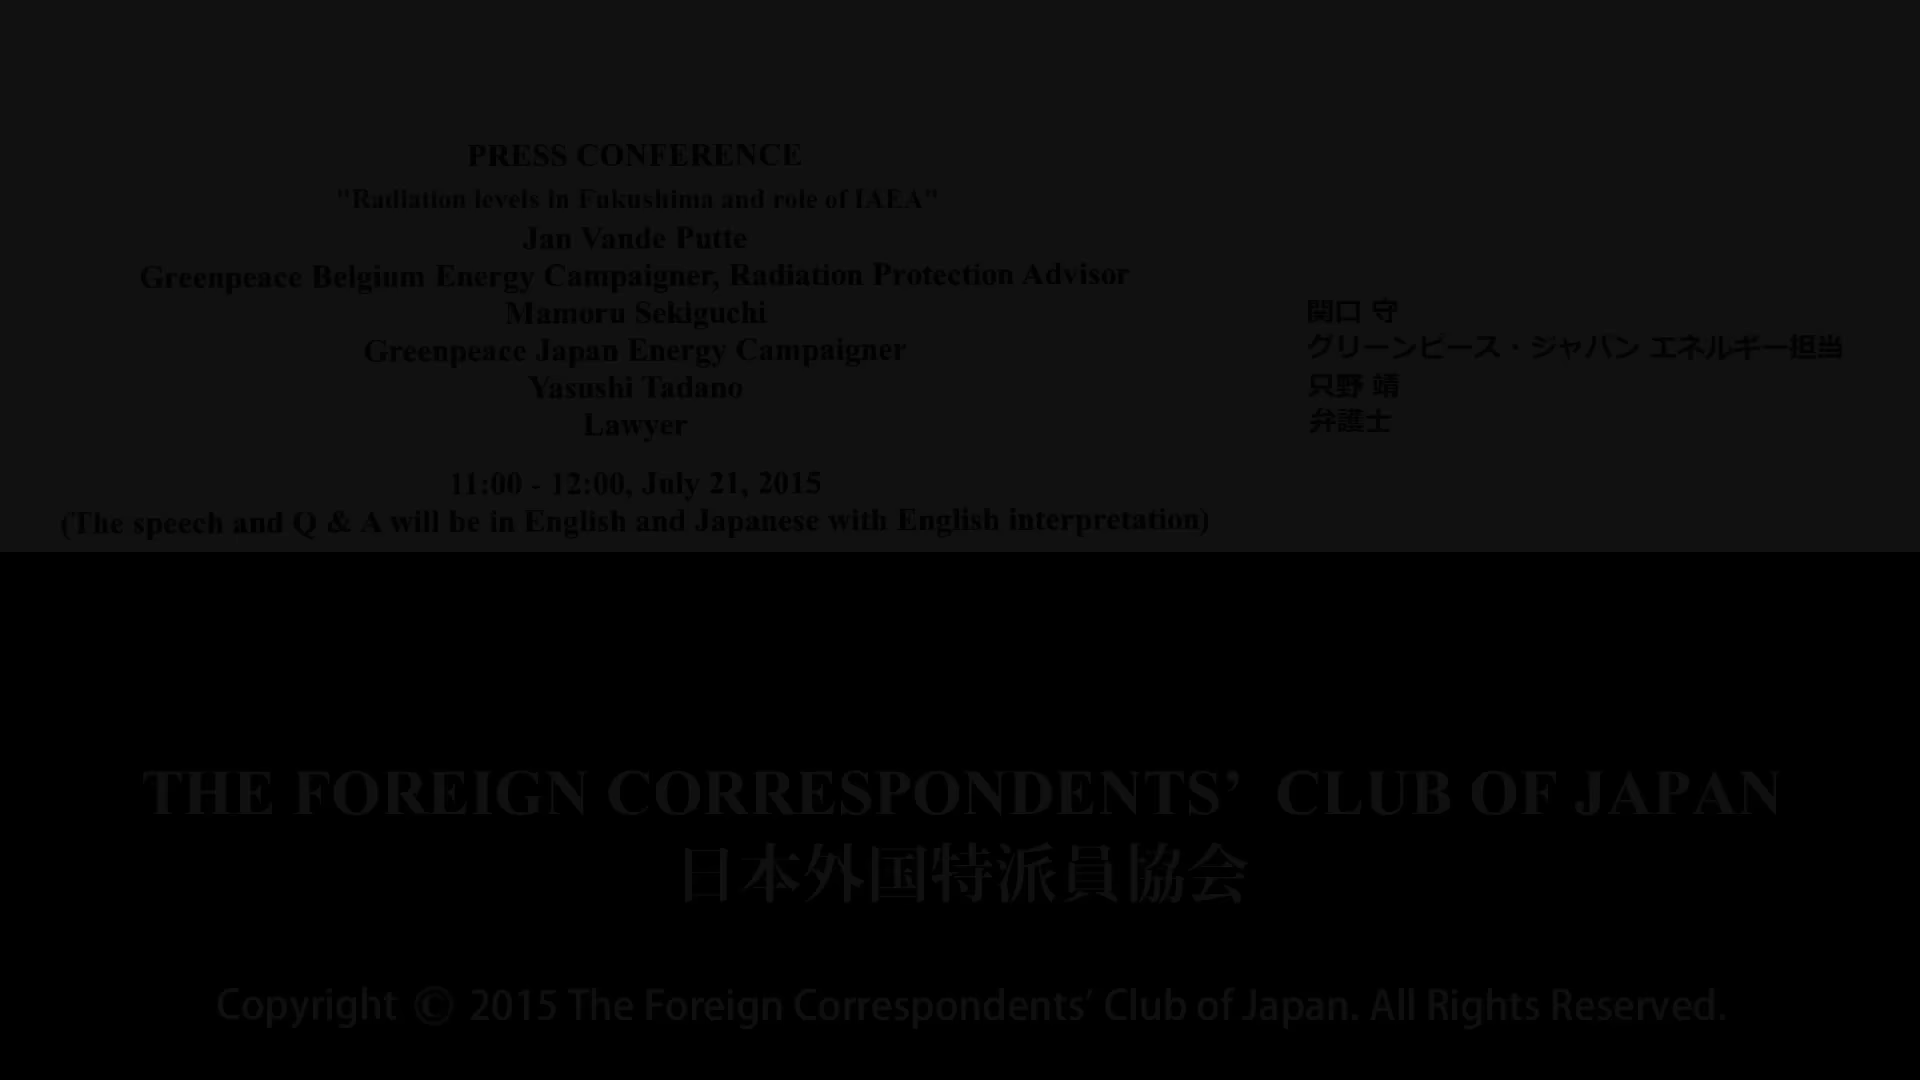 PRESS CONFERENCE
"Radiation levels in Fukushima and role of IAEA"
Jan Vande Putte
Greenpeace Belgium Energy Campaigner, Radiation Protection Advisor
Mamoru Sekiguchi
関口 守
Greenpeace Japan Energy Campaigner
グリーンピース・ジャパン エネルギー担当
Yasushi Tadano
只野 靖
Lawyer
弁護士
11:00 - 12:00, July 21, 2015
(The speech and Q & A will be in English and Japanese with English interpretation)
THE FOREIGN CORRESPONDENTS’ CLUB OF JAPAN
日本外国特派員協会
Copyright © 2015 The Foreign Correspondents’ Club of Japan. All Rights Reserved.